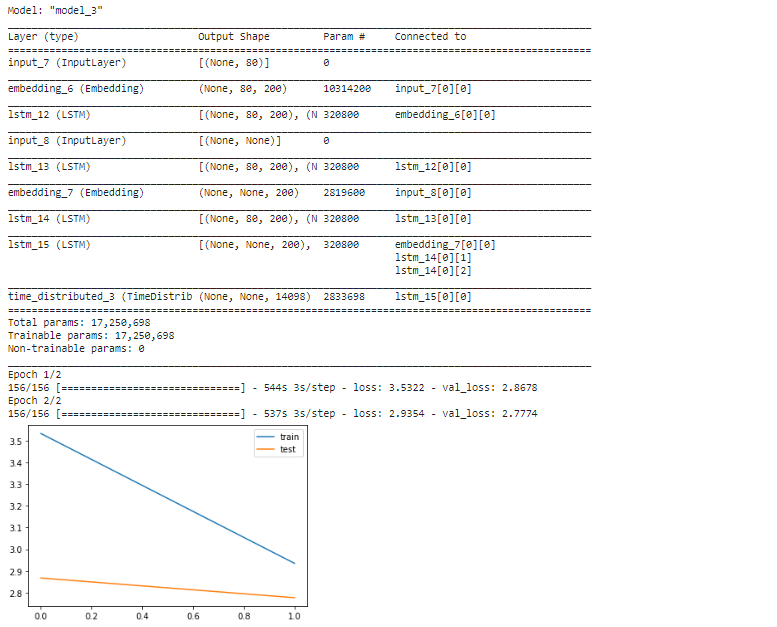 Model: "model_3"
Layer (type) Output Shape Param # Connected to
input_7 (InputLayer) [(None, 80)] 0
embedding_6 (Embedding) (None, 80, 200) 10314200 input_7[0][0]
lstm_12 (LSTM) [(None, 80, 200), (N 320800 embedding_6[0][0]
input_8 (InputLayer) [(None, None)] 0
lstm_13 (LSTM) [(None, 80, 200), (N 320800 lstm_12[0][0]
embedding_7 (Embedding) (None, None, 200) 2819600 input_8[0][0]
lstm_14 (LSTM) [(None, 80, 200), (N 320800 lstm_13[0][0]
lstm_15 (LSTM) [(None, None, 200), 320800 embedding_7[0][0]
lstm_14[0][1]
lstm_14[0][2]
time_distributed_3 (TimeDistrib (None, None, 14098) 2833698 lstm_15[0][0]
Total params: 17,250,698
Trainable params: 17,250,698
Non-trainable params: 0
Epoch 1/2
156/156 [==============================] - 544s 3s/step - loss: 3.5322 - val_loss: 2.8678
Epoch 2/2
156/156 [==============================] - 537s 3s/step - loss: 2.9354 - val_loss: 2.7774
train
test
3.5
3.4
3.3
3.2
3.1
3.0
2.9
2.8
0.0 0.2 0.4 0.6 0.8 1.0